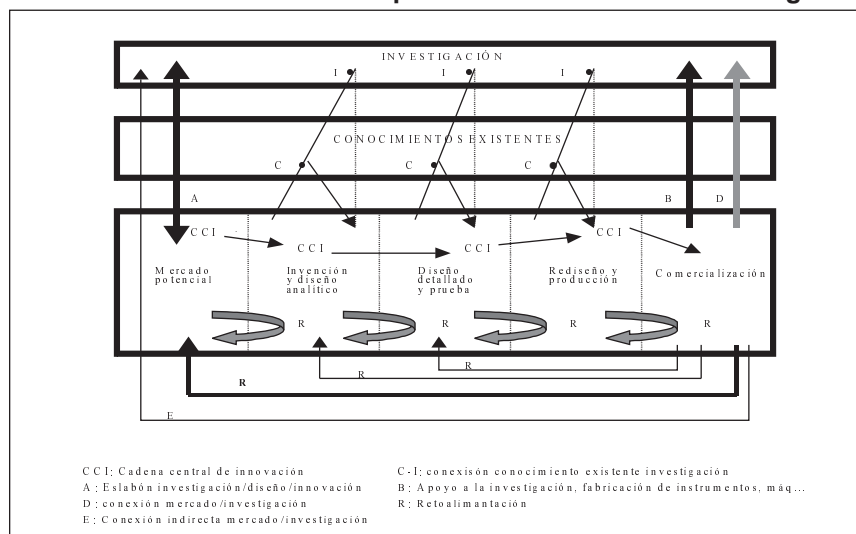 INVESTIGACIÓN
I I I
CONOCIMIENTOS EXISTENTES
C C C
A B D
CCI CCI CCI CCI
Mercado
potencial
Invención
y diseño
analítico
Diseño
detallado
y prueba
Rediseño y
producción
Comercialización
R R R R
R R R
E
CCI: Cadena central de innovación
A: Eslabón investigación/diseño/innovación
D: conexión mercado/investigación
E: Conexión indirecta mercado/investigación
C-I: conexisón conocimiento existente investigación
B: Apoyo a la investigación, fabricación de instrumentos, máq...
R: Retoalimantación